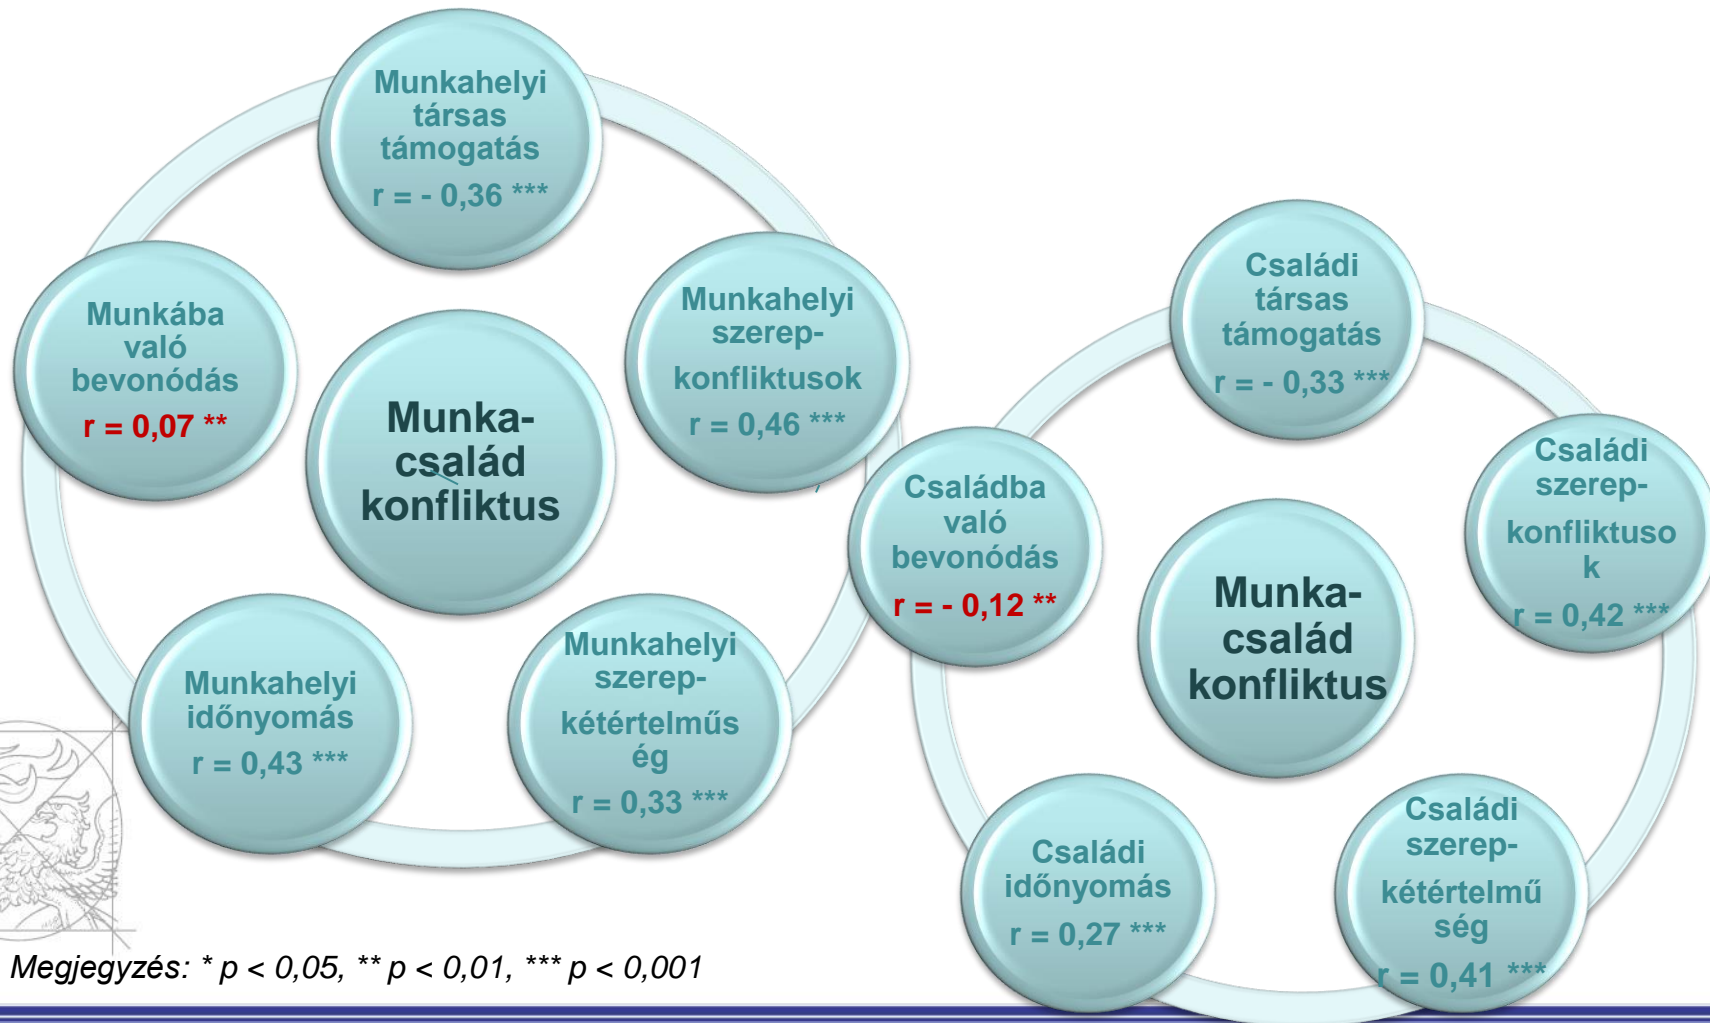 Munkahelyi
társas
támogatás
r = - 0,36 ***
Munkahelyi
szerep-
konfliktusok
r = 0,46 ***
Munkahelyi
szerep-
kétértelműs
ég
r = 0,33 ***
Munkahelyi
időnyomás
r = 0,43 ***
Munkába
való
bevonódás
r = 0,07 **
Munka-
család
konfliktus
Családi
társas
támogatás
r = - 0,33 ***
Családi
szerep-
konfliktuso
k
r = 0,42 ***
Családi
szerep-
kétértelmű
ség
r = 0,41 ***
Családi
időnyomás
r = 0,27 ***
Családba
való
bevonódás
r = - 0,12 **
Munka-
család
konfliktus
Megjegyzés: * p < 0,05, ** p < 0,01, *** p < 0,001